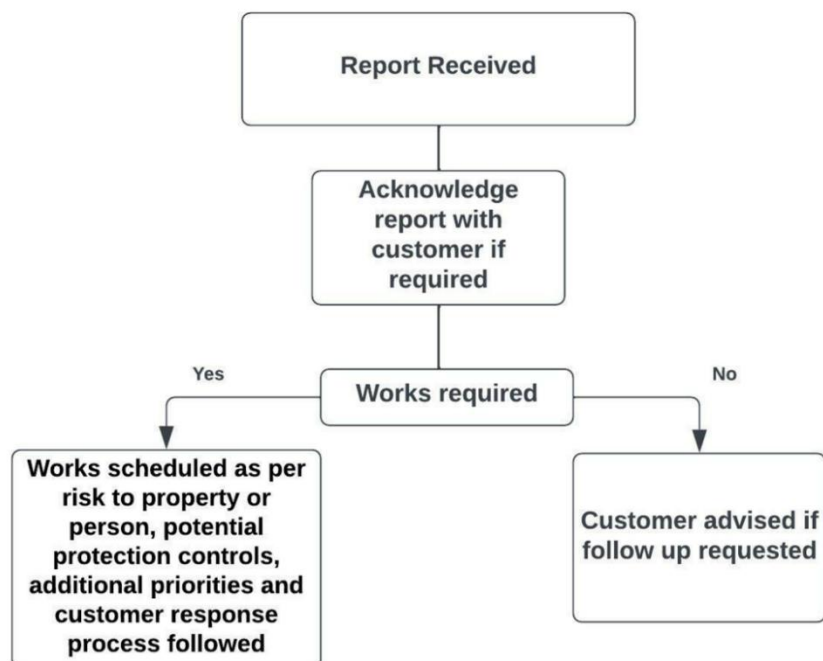 Report Received
Acknowledge
report with
customer if
required
Yes
No
Works required
Works scheduled as per
risk to property or
person, potential
protection controls,
additional priorities and
customer response
process followed
Customer advised if
follow up requested